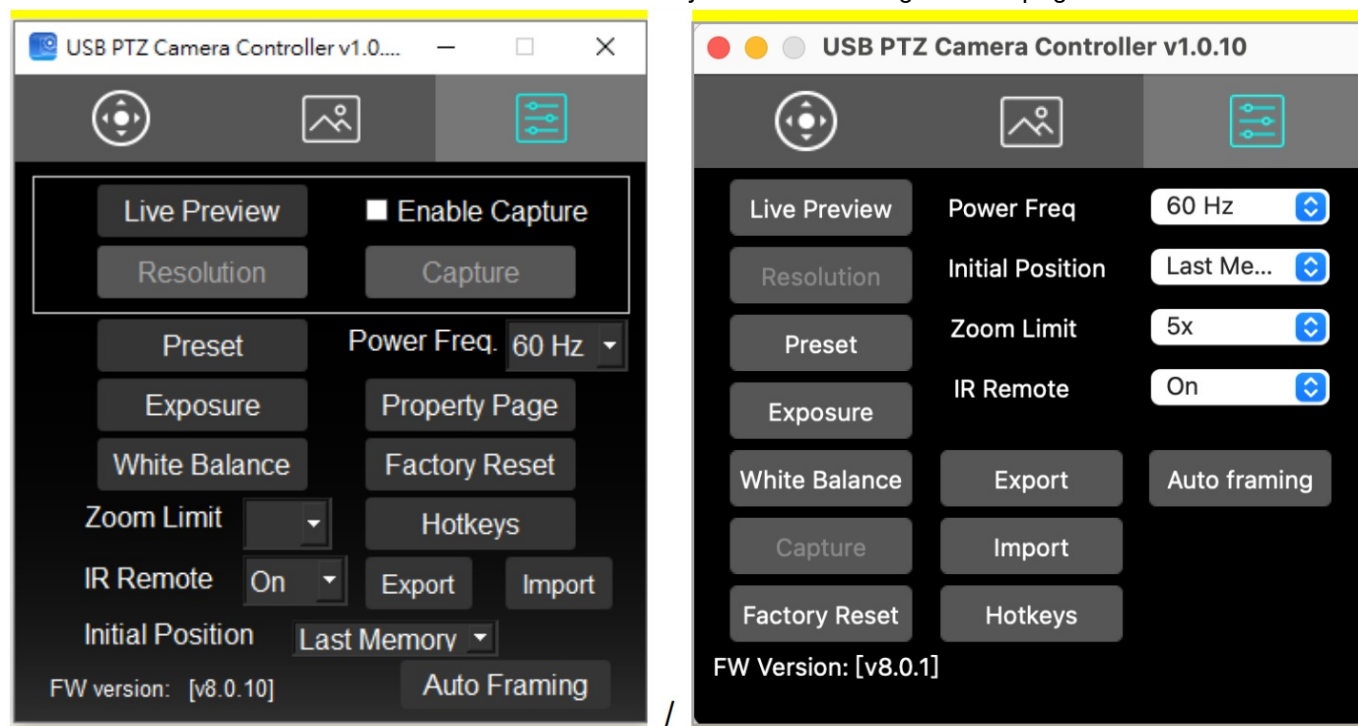 USB PTZ Camera Controller v1.0....
Live Preview
Enable Capture
Resolution
Capture
Preset
Power Freq.
60 Hz
Exposure
Property Page
White Balance
Factory Reset
Zoom Limit
Hotkeys
IR Remote
On
Export
Import
Initial Position
Last Memory
FW version: [v8.0.10]
Auto Framing
/
USB PTZ Camera Controller v1.0.10
Live Preview
Power Freq
60 Hz
Resolution
Initial Position
Last Me...
Preset
Zoom Limit
5x
Exposure
IR Remote
On
White Balance
Export
Auto framing
Capture
Import
Factory Reset
Hotkeys
FW Version: [v8.0.1]